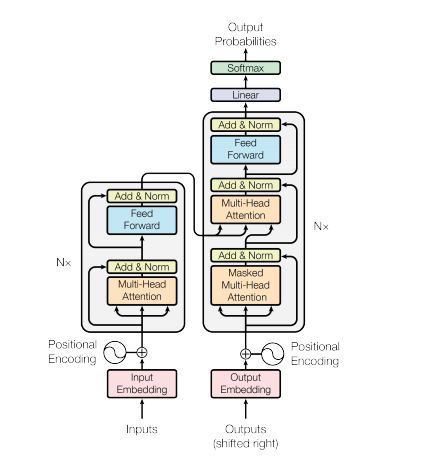 Output
Probabilities
Softmax
Linear
Add & Norm
Feed
Forward
Add & Norm
Multi-Head
Attention
Add & Norm
Masked
Multi-Head
Attention
N×
Add & Norm
Feed
Forward
Add & Norm
Multi-Head
Attention
N×
Positional
Encoding
Positional
Encoding
Input
Embedding
Output
Embedding
Inputs
Outputs
(shifted right)